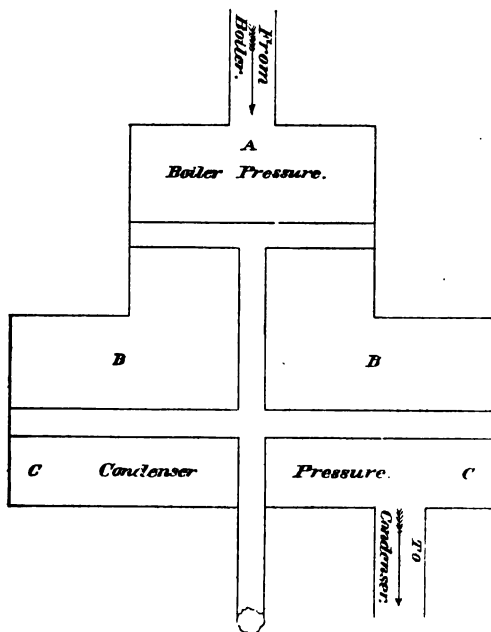 From
Boiler.
A
Boiler Pressure.
B B
C Condenser Pressure. C
To
Condenser.